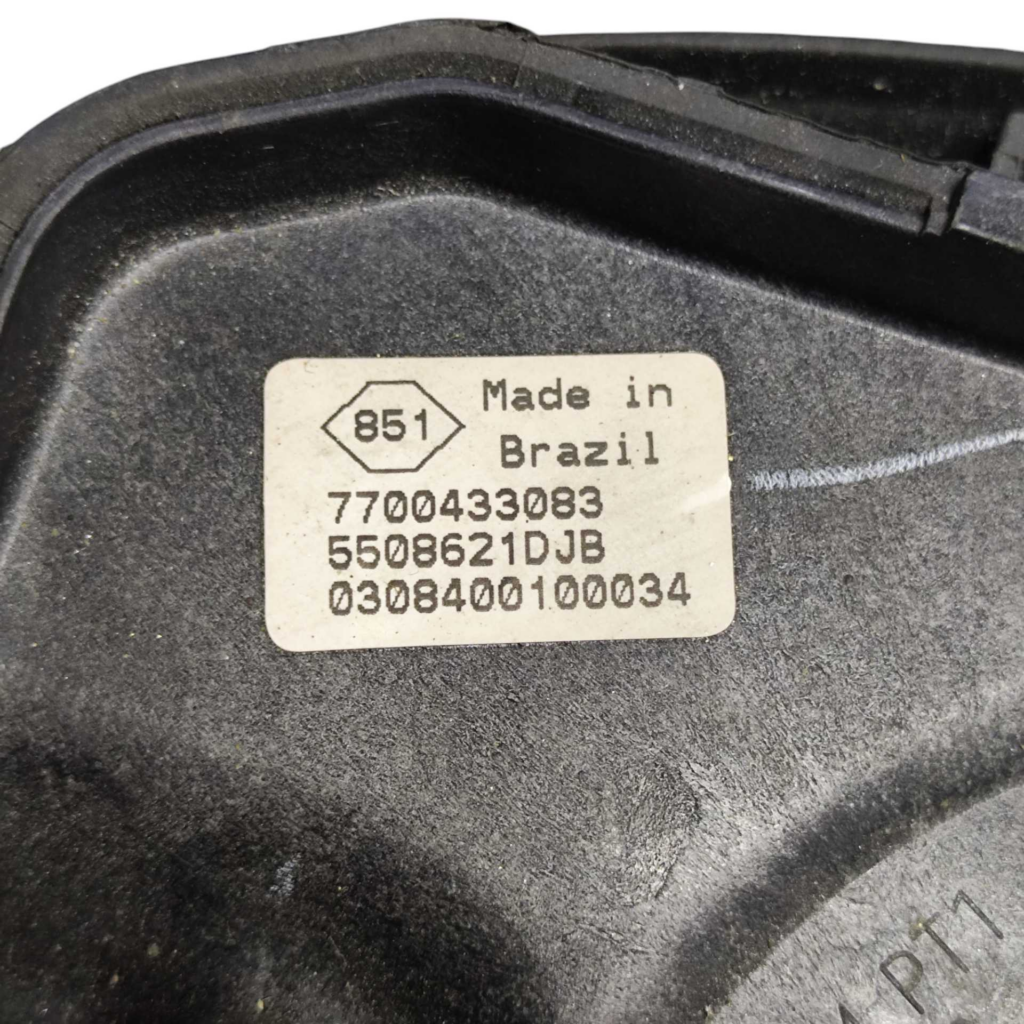 851
Made in
Brazil
7700433083
5508621DJB
0308400100034
PT1